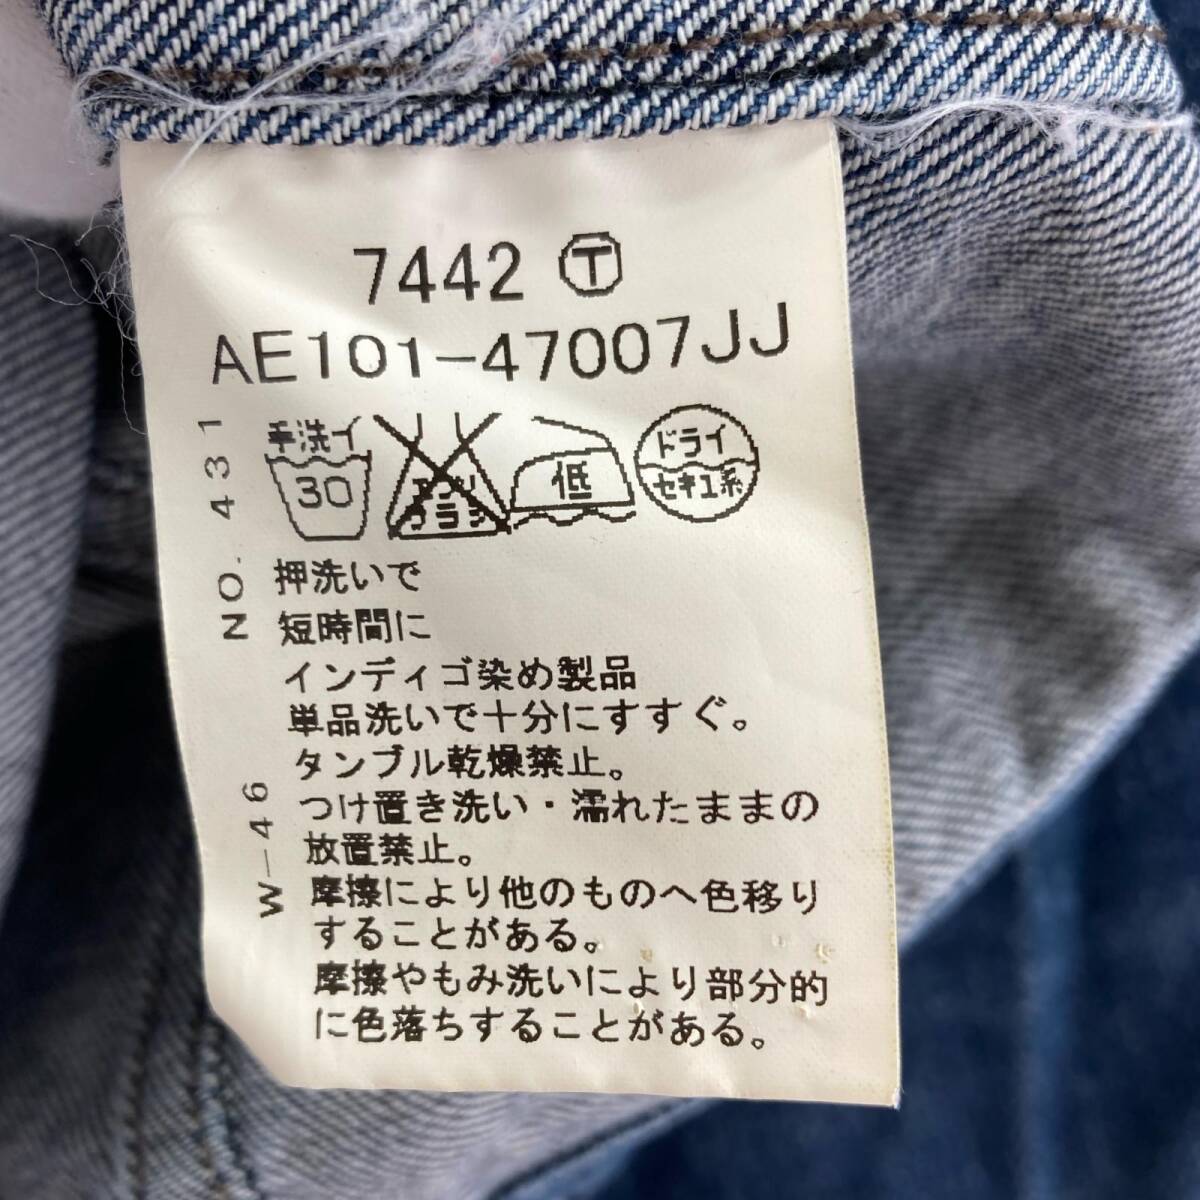 7442 Ⓣ
AE101-47007JJ
手洗イ
30
エンソ
サラシ
低
ドライ
セキユ系
押洗いで
短時間に
インディゴ染め製品
単品洗いで十分にすすぐ。
タンブル乾燥禁止。
つけ置き洗い・濡れたままの
放置禁止。
摩擦により他のものへ色移り
することがある。
摩擦やもみ洗いにより部分的
に色落ちすることがある。
NO. 431
W-46